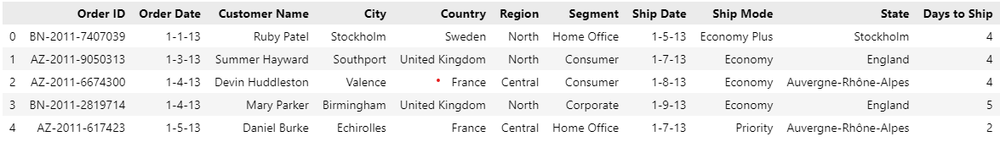 Order ID Order Date Customer Name City Country Region Segment Ship Date Ship Mode State Days to Ship
0 BN-2011-7407039 1-1-13 Ruby Patel Stockholm Sweden North Home Office 1-5-13 Economy Plus Stockholm 4
1 AZ-2011-9050313 1-3-13 Summer Hayward Southport United Kingdom North Consumer 1-7-13 Economy England 4
2 AZ-2011-6674300 1-4-13 Devin Huddleston Valence France Central Consumer 1-8-13 Economy Auvergne-Rhône-Alpes 4
3 BN-2011-2819714 1-4-13 Mary Parker Birmingham United Kingdom North Corporate 1-9-13 Economy England 5
4 AZ-2011-617423 1-5-13 Daniel Burke Echirolles France Central Home Office 1-7-13 Priority Auvergne-Rhône-Alpes 2